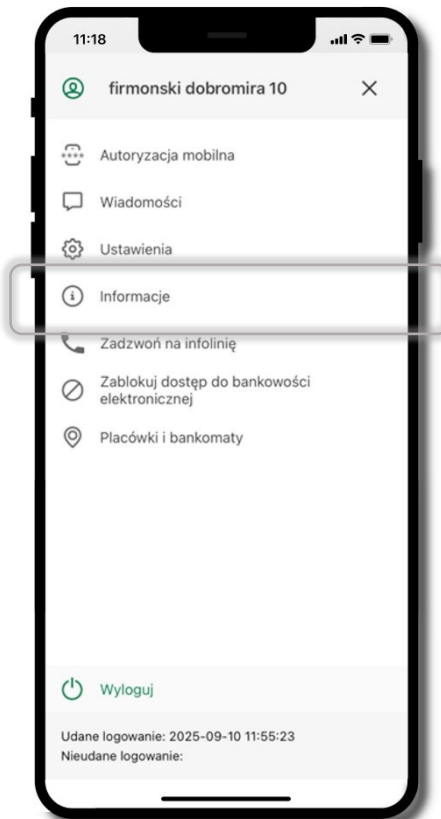 11:18
firmonski dobromira 10
Autoryzacja mobilna
Wiadomości
Ustawienia
Informacje
Zadzwoń na infolinię
Zablokuj dostęp do bankowości
elektronicznej
Placówki i bankomaty
Wyloguj
Udane logowanie: 2025-09-10 11:55:23
Nieudane logowanie: